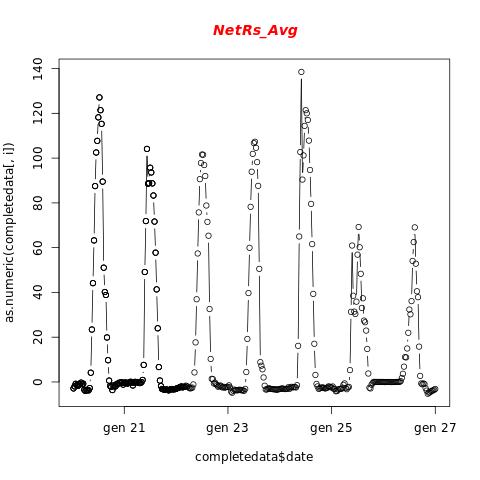 NetRs_Avg
as.numeric(completedata[, i])
140
120
100
80
60
40
20
0
gen 21
gen 23
gen 25
gen 27
completedata$date